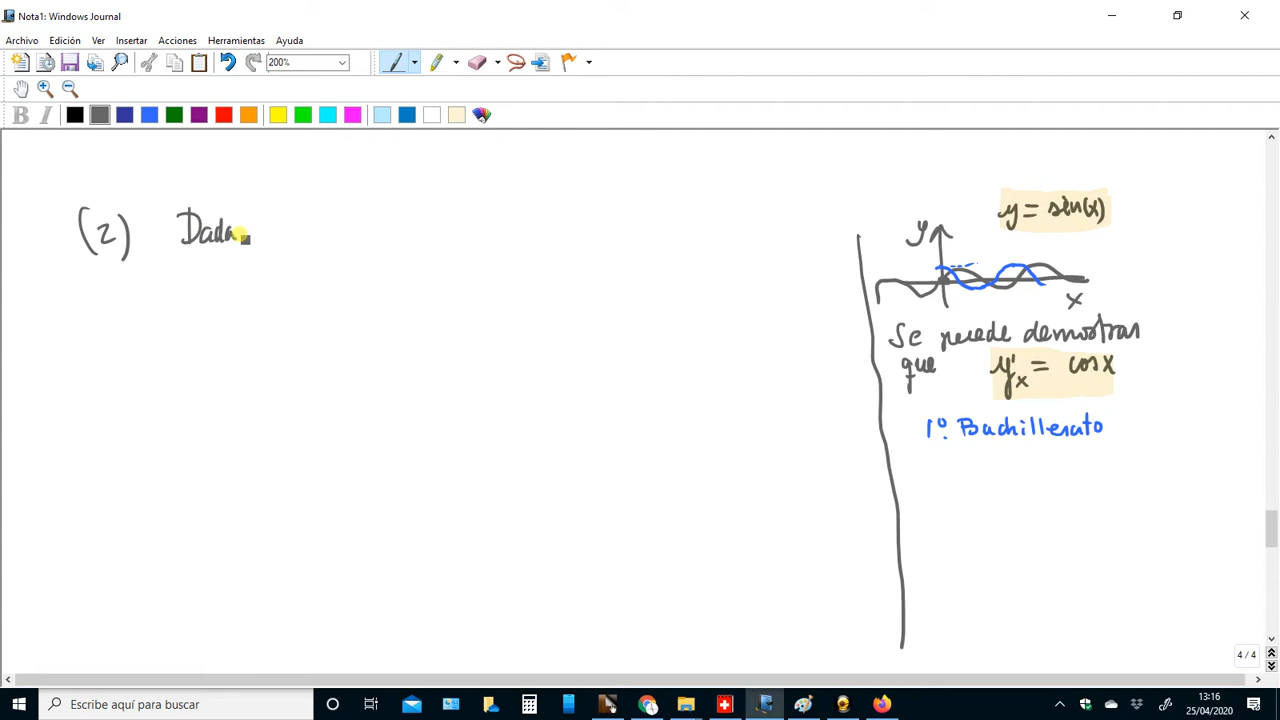 Nota1: Windows Journal
Archivo Edición Ver Insertar Acciones Herramientas Ayuda
200%
B I
(2) Dada
y = sen(x)
y
x
Se puede demostrar
que y'x = cosx
1º. Bachillerato
4 / 4
Escribe aquí para buscar
13:16
25/04/2020